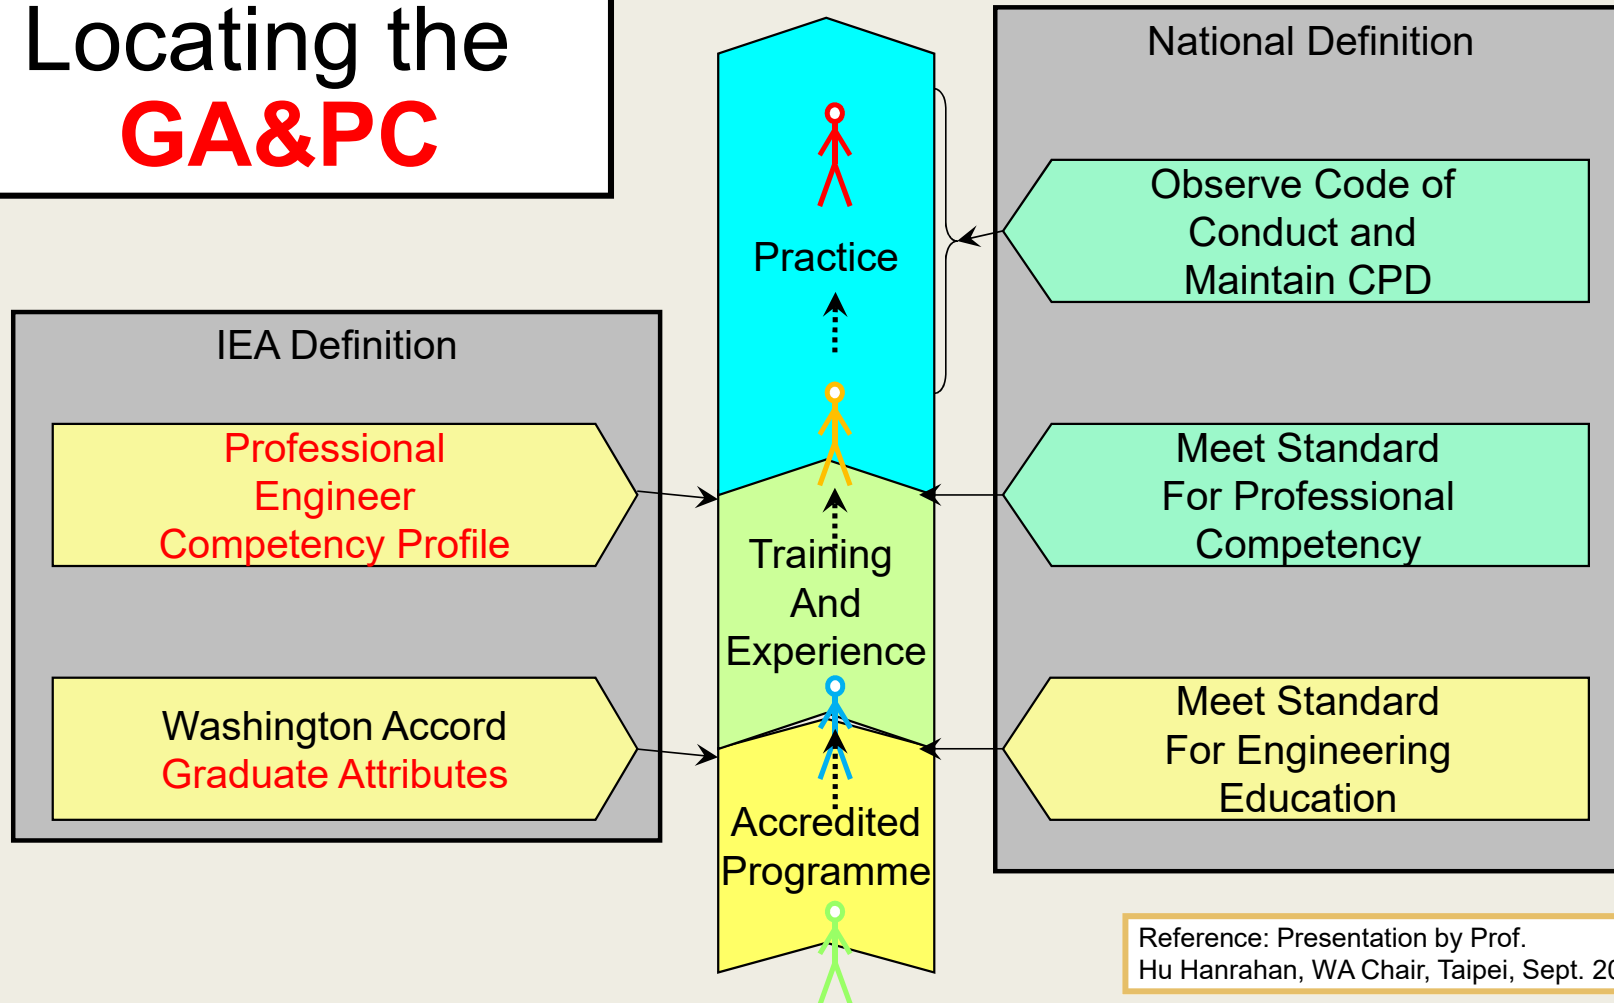 Locating the
GA&PC
National Definition
Observe Code of
Conduct and
Maintain CPD
Practice
IEA Definition
Professional
Engineer
Competency Profile
Meet Standard
For Professional
Competency
Training
And
Experience
Washington Accord
Graduate Attributes
Meet Standard
For Engineering
Education
Accredited
Programme
Reference: Presentation by Prof.
Hu Hanrahan, WA Chair, Taipei, Sept.